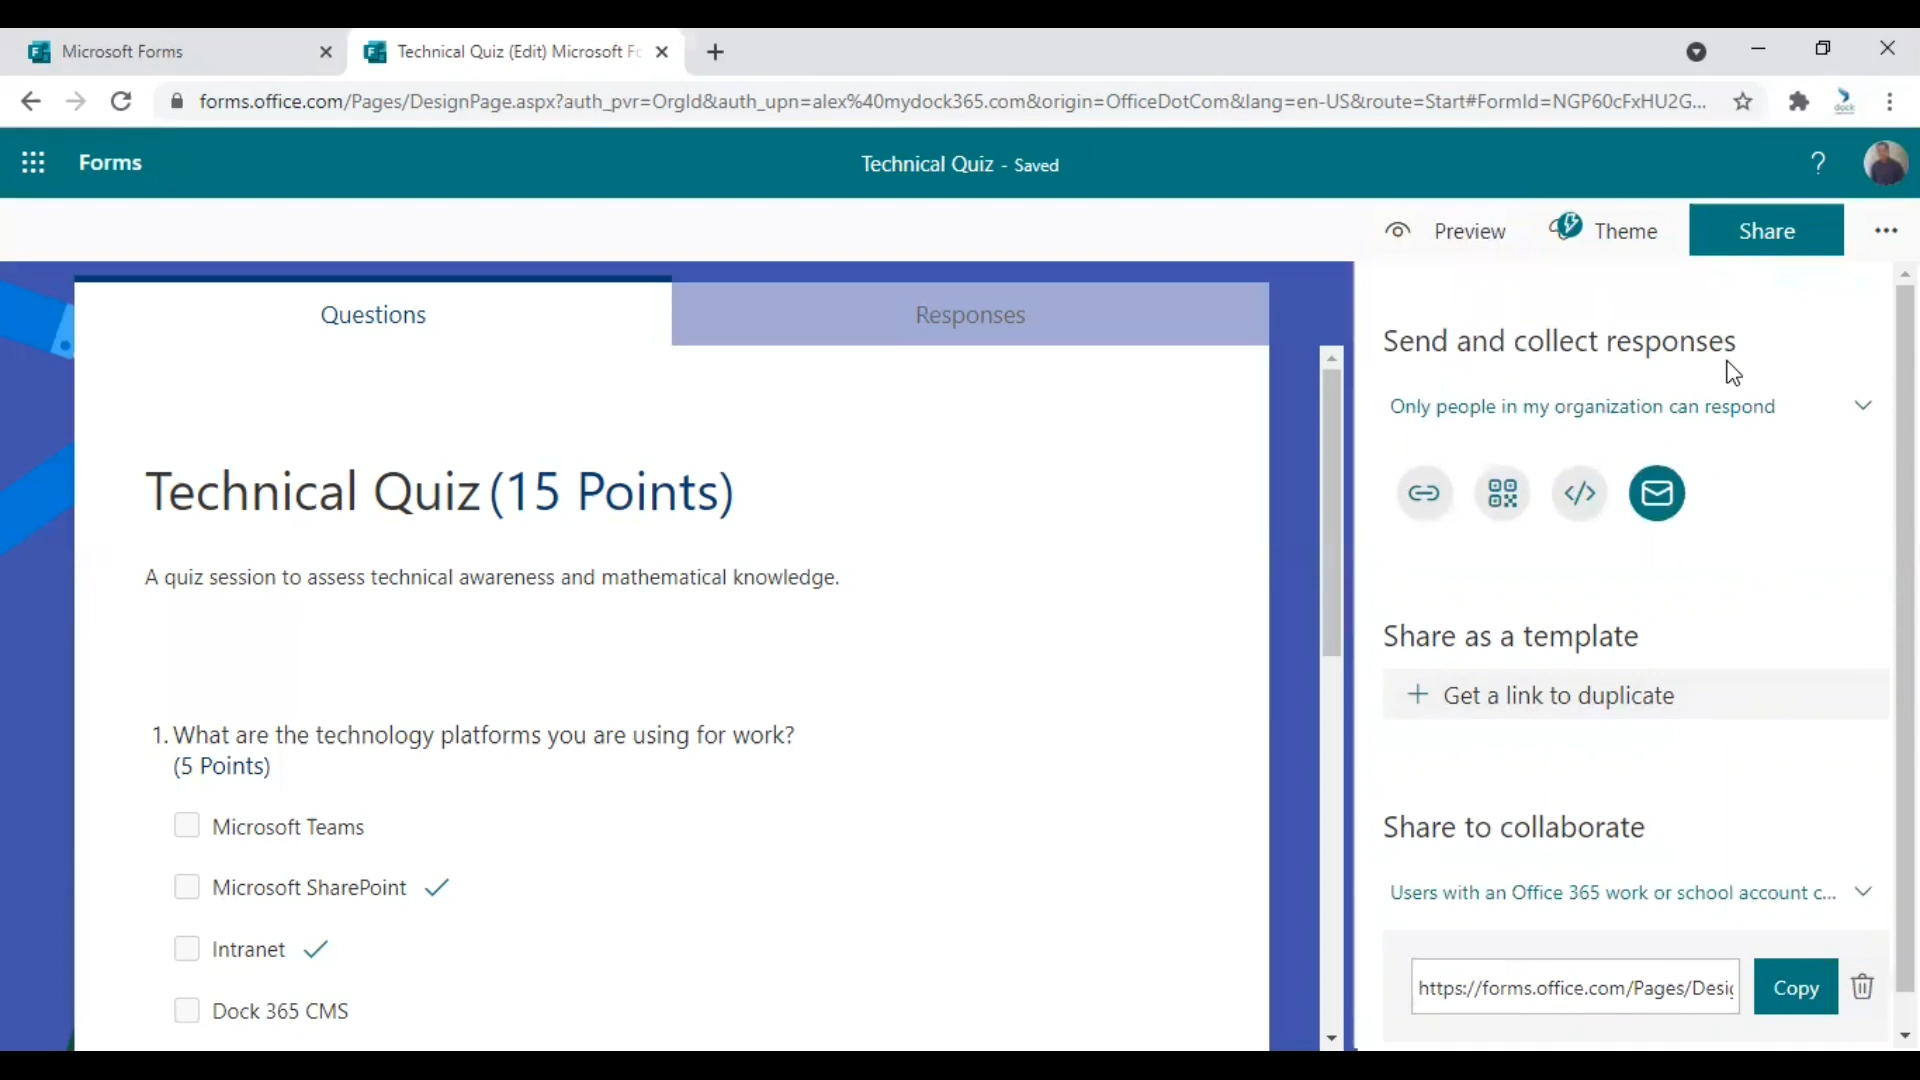 Microsoft Forms
Technical Quiz (Edit) Microsoft Fo
forms.office.com/Pages/DesignPage.aspx?auth_pvr=OrgId&auth_upn=alex%40mydock365.com&origin=OfficeDotCom&lang=en-US&route=Start#FormId=NGP60cFxHU2G...
dock
Forms
Technical Quiz - Saved
?
Preview
Theme
Share
Questions
Responses
Send and collect responses
Only people in my organization can respond
Technical Quiz (15 Points)
A quiz session to assess technical awareness and mathematical knowledge.
Share as a template
Get a link to duplicate
1. What are the technology platforms you are using for work?
(5 Points)
Microsoft Teams
Microsoft SharePoint
Intranet
Dock 365 CMS
Share to collaborate
Users with an Office 365 work or school account c...
https://forms.office.com/Pages/Desig
Copy